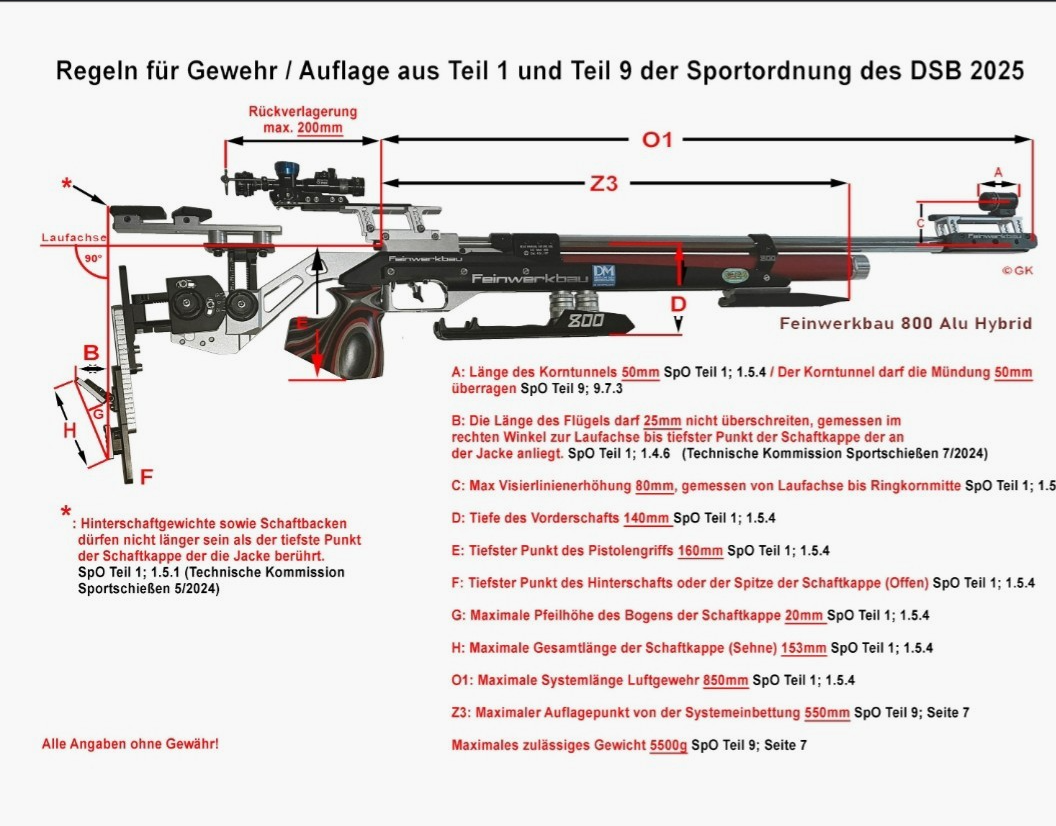 Regeln für Gewehr / Auflage aus Teil 1 und Teil 9 der Sportordnung des DSB 2025
Rückverlagerung
max. 200mm
O1
Z3
A
C
*
Laufachse
90°
Feinwerkbau
Feinwerkbau
Feinwerkbau
DM
800
© GK
D
E
800
Feinwerkbau 800 Alu Hybrid
B
G
H
F
A: Länge des Korntunnels 50mm SpO Teil 1; 1.5.4 / Der Korntunnel darf die Mündung 50mm
überragen SpO Teil 9; 9.7.3
B: Die Länge des Flügels darf 25mm nicht überschreiten, gemessen im
rechten Winkel zur Laufachse bis tiefster Punkt der Schaftkappe der an
der Jacke anliegt. SpO Teil 1; 1.4.6 (Technische Kommission Sportschießen 7/2024)
C: Max Visierlinienerhöhung 80mm, gemessen von Laufachse bis Ringkornmitte SpO Teil 1; 1.5
D: Tiefe des Vorderschafts 140mm SpO Teil 1; 1.5.4
E: Tiefster Punkt des Pistolengriffs 160mm SpO Teil 1; 1.5.4
F: Tiefster Punkt des Hinterschafts oder der Spitze der Schaftkappe (Offen) SpO Teil 1; 1.5.4
G: Maximale Pfeilhöhe des Bogens der Schaftkappe 20mm SpO Teil 1; 1.5.4
H: Maximale Gesamtlänge der Schaftkappe (Sehne) 153mm SpO Teil 1; 1.5.4
O1: Maximale Systemlänge Luftgewehr 850mm SpO Teil 1; 1.5.4
Z3: Maximaler Auflagepunkt von der Systemeinbettung 550mm SpO Teil 9; Seite 7
Maximales zulässiges Gewicht 5500g SpO Teil 9; Seite 7
*
: Hinterschaftgewichte sowie Schaftbacken
dürfen nicht länger sein als der tiefste Punkt
der Schaftkappe der die Jacke berührt.
SpO Teil 1; 1.5.1 (Technische Kommission
Sportschießen 5/2024)
Alle Angaben ohne Gewähr!